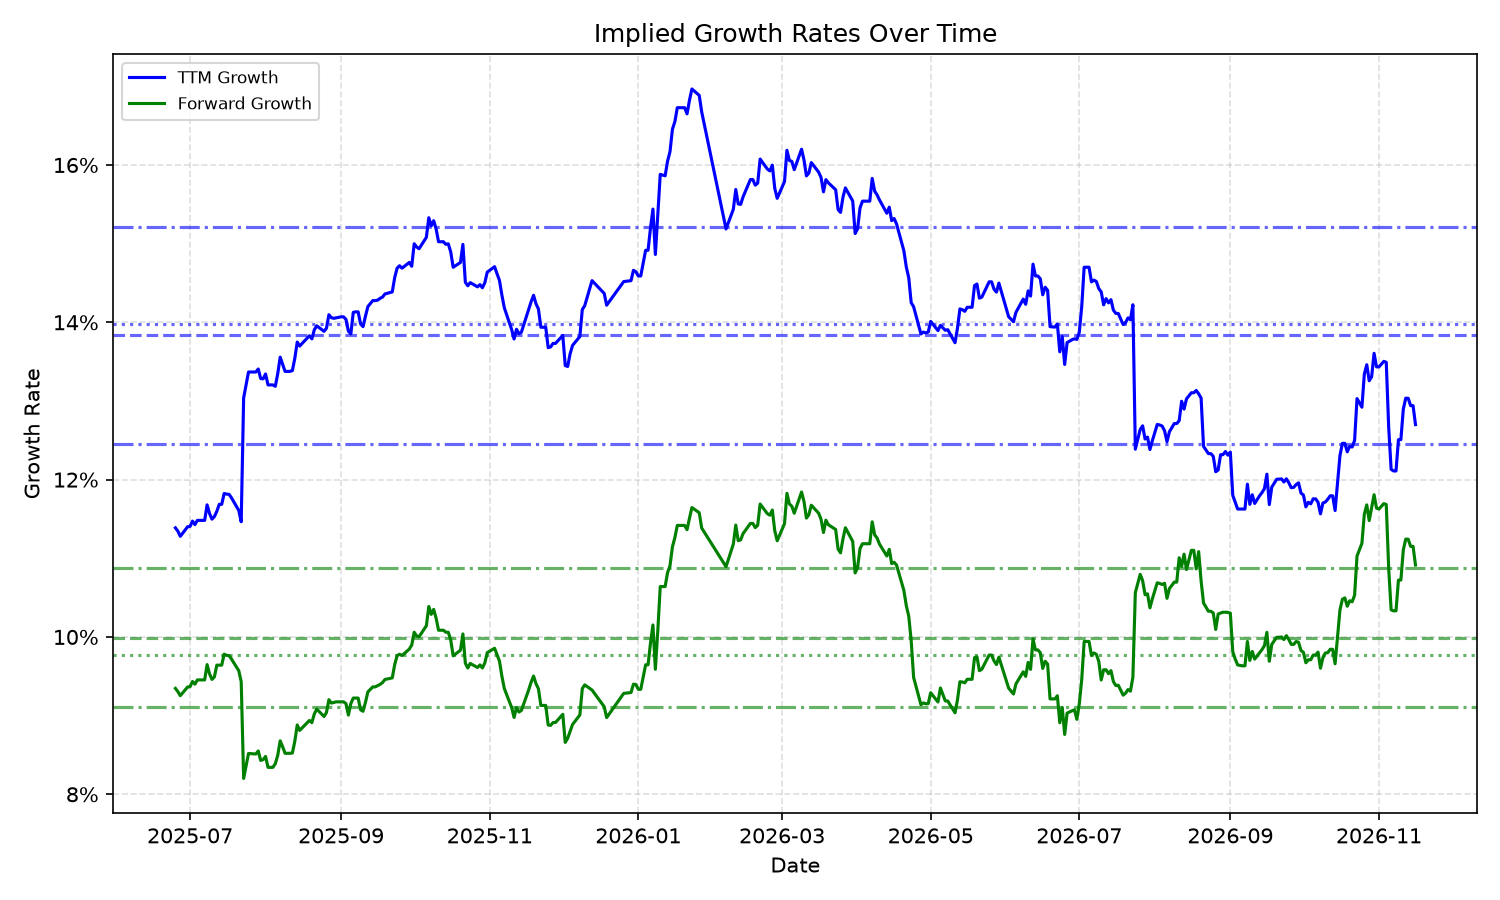 Implied Growth Rates Over Time
TTM Growth
Forward Growth
Growth Rate
16%
14%
12%
10%
8%
2025-07
2025-09
2025-11
2026-01
2026-03
2026-05
2026-07
2026-09
2026-11
Date